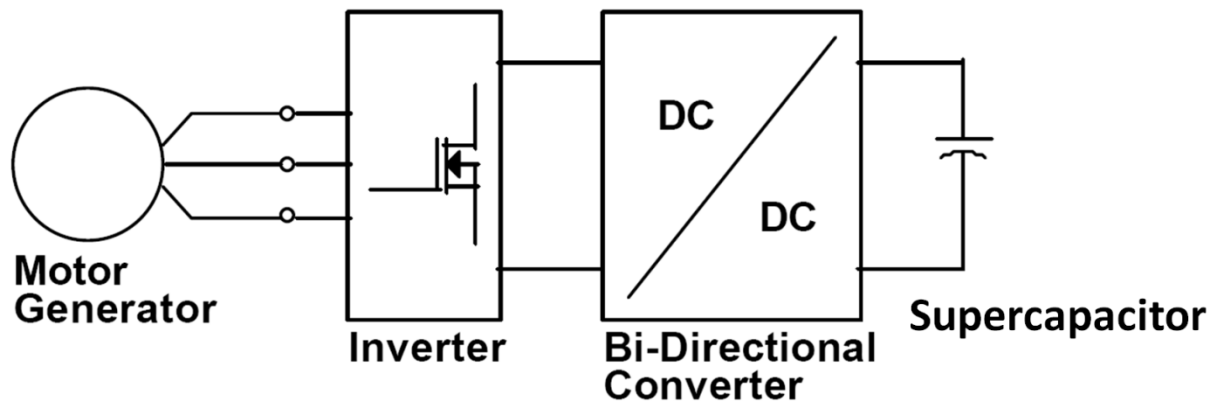 DC
DC
Motor
Generator
Inverter
Bi-Directional
Converter
Supercapacitor